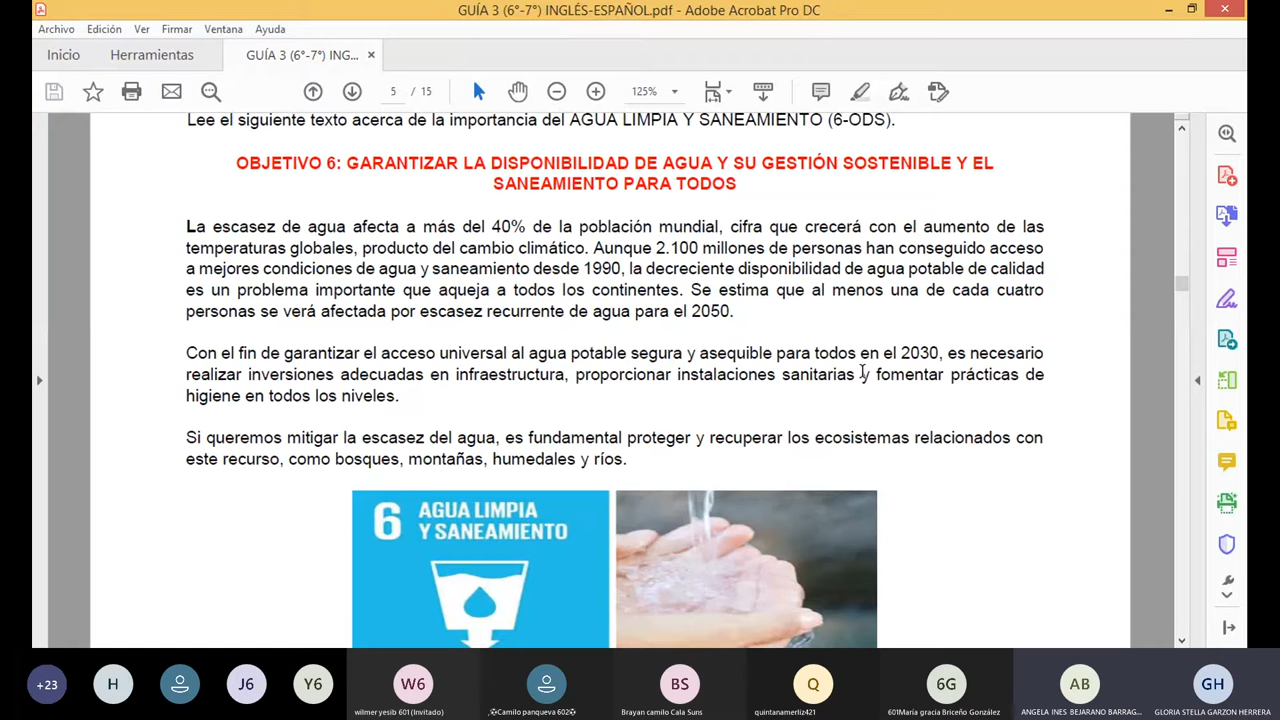 GUÍA 3 (6°-7°) INGLÉS-ESPAÑOL.pdf - Adobe Acrobat Pro DC
Archivo Edición Ver Firmar Ventana Ayuda
Inicio Herramientas GUÍA 3 (6°-7°) ING... ×
5 / 15 125%
Lee el siguiente texto acerca de la importancia del AGUA LIMPIA Y SANEAMIENTO (6-ODS).
OBJETIVO 6: GARANTIZAR LA DISPONIBILIDAD DE AGUA Y SU GESTIÓN SOSTENIBLE Y EL
SANEAMIENTO PARA TODOS
La escasez de agua afecta a más del 40% de la población mundial, cifra que crecerá con el aumento de las
temperaturas globales, producto del cambio climático. Aunque 2.100 millones de personas han conseguido acceso
a mejores condiciones de agua y saneamiento desde 1990, la decreciente disponibilidad de agua potable de calidad
es un problema importante que aqueja a todos los continentes. Se estima que al menos una de cada cuatro
personas se verá afectada por escasez recurrente de agua para el 2050.
Con el fin de garantizar el acceso universal al agua potable segura y asequible para todos en el 2030, es necesario
realizar inversiones adecuadas en infraestructura, proporcionar instalaciones sanitarias y fomentar prácticas de
higiene en todos los niveles.
Si queremos mitigar la escasez del agua, es fundamental proteger y recuperar los ecosistemas relacionados con
este recurso, como bosques, montañas, humedales y ríos.
6 AGUA LIMPIA
Y SANEAMIENTO
+23 H J6 Y6 W6 BS Q 6G AB GH
wilmer yesib 601(Invitado) Camilo panqueva 602 Brayan camilo Cala Suns quintanamerliz421 601María gracia Briceño González ANGELA INES BEJARANO BARRAG... GLORIA STELLA GARZON HERRERA